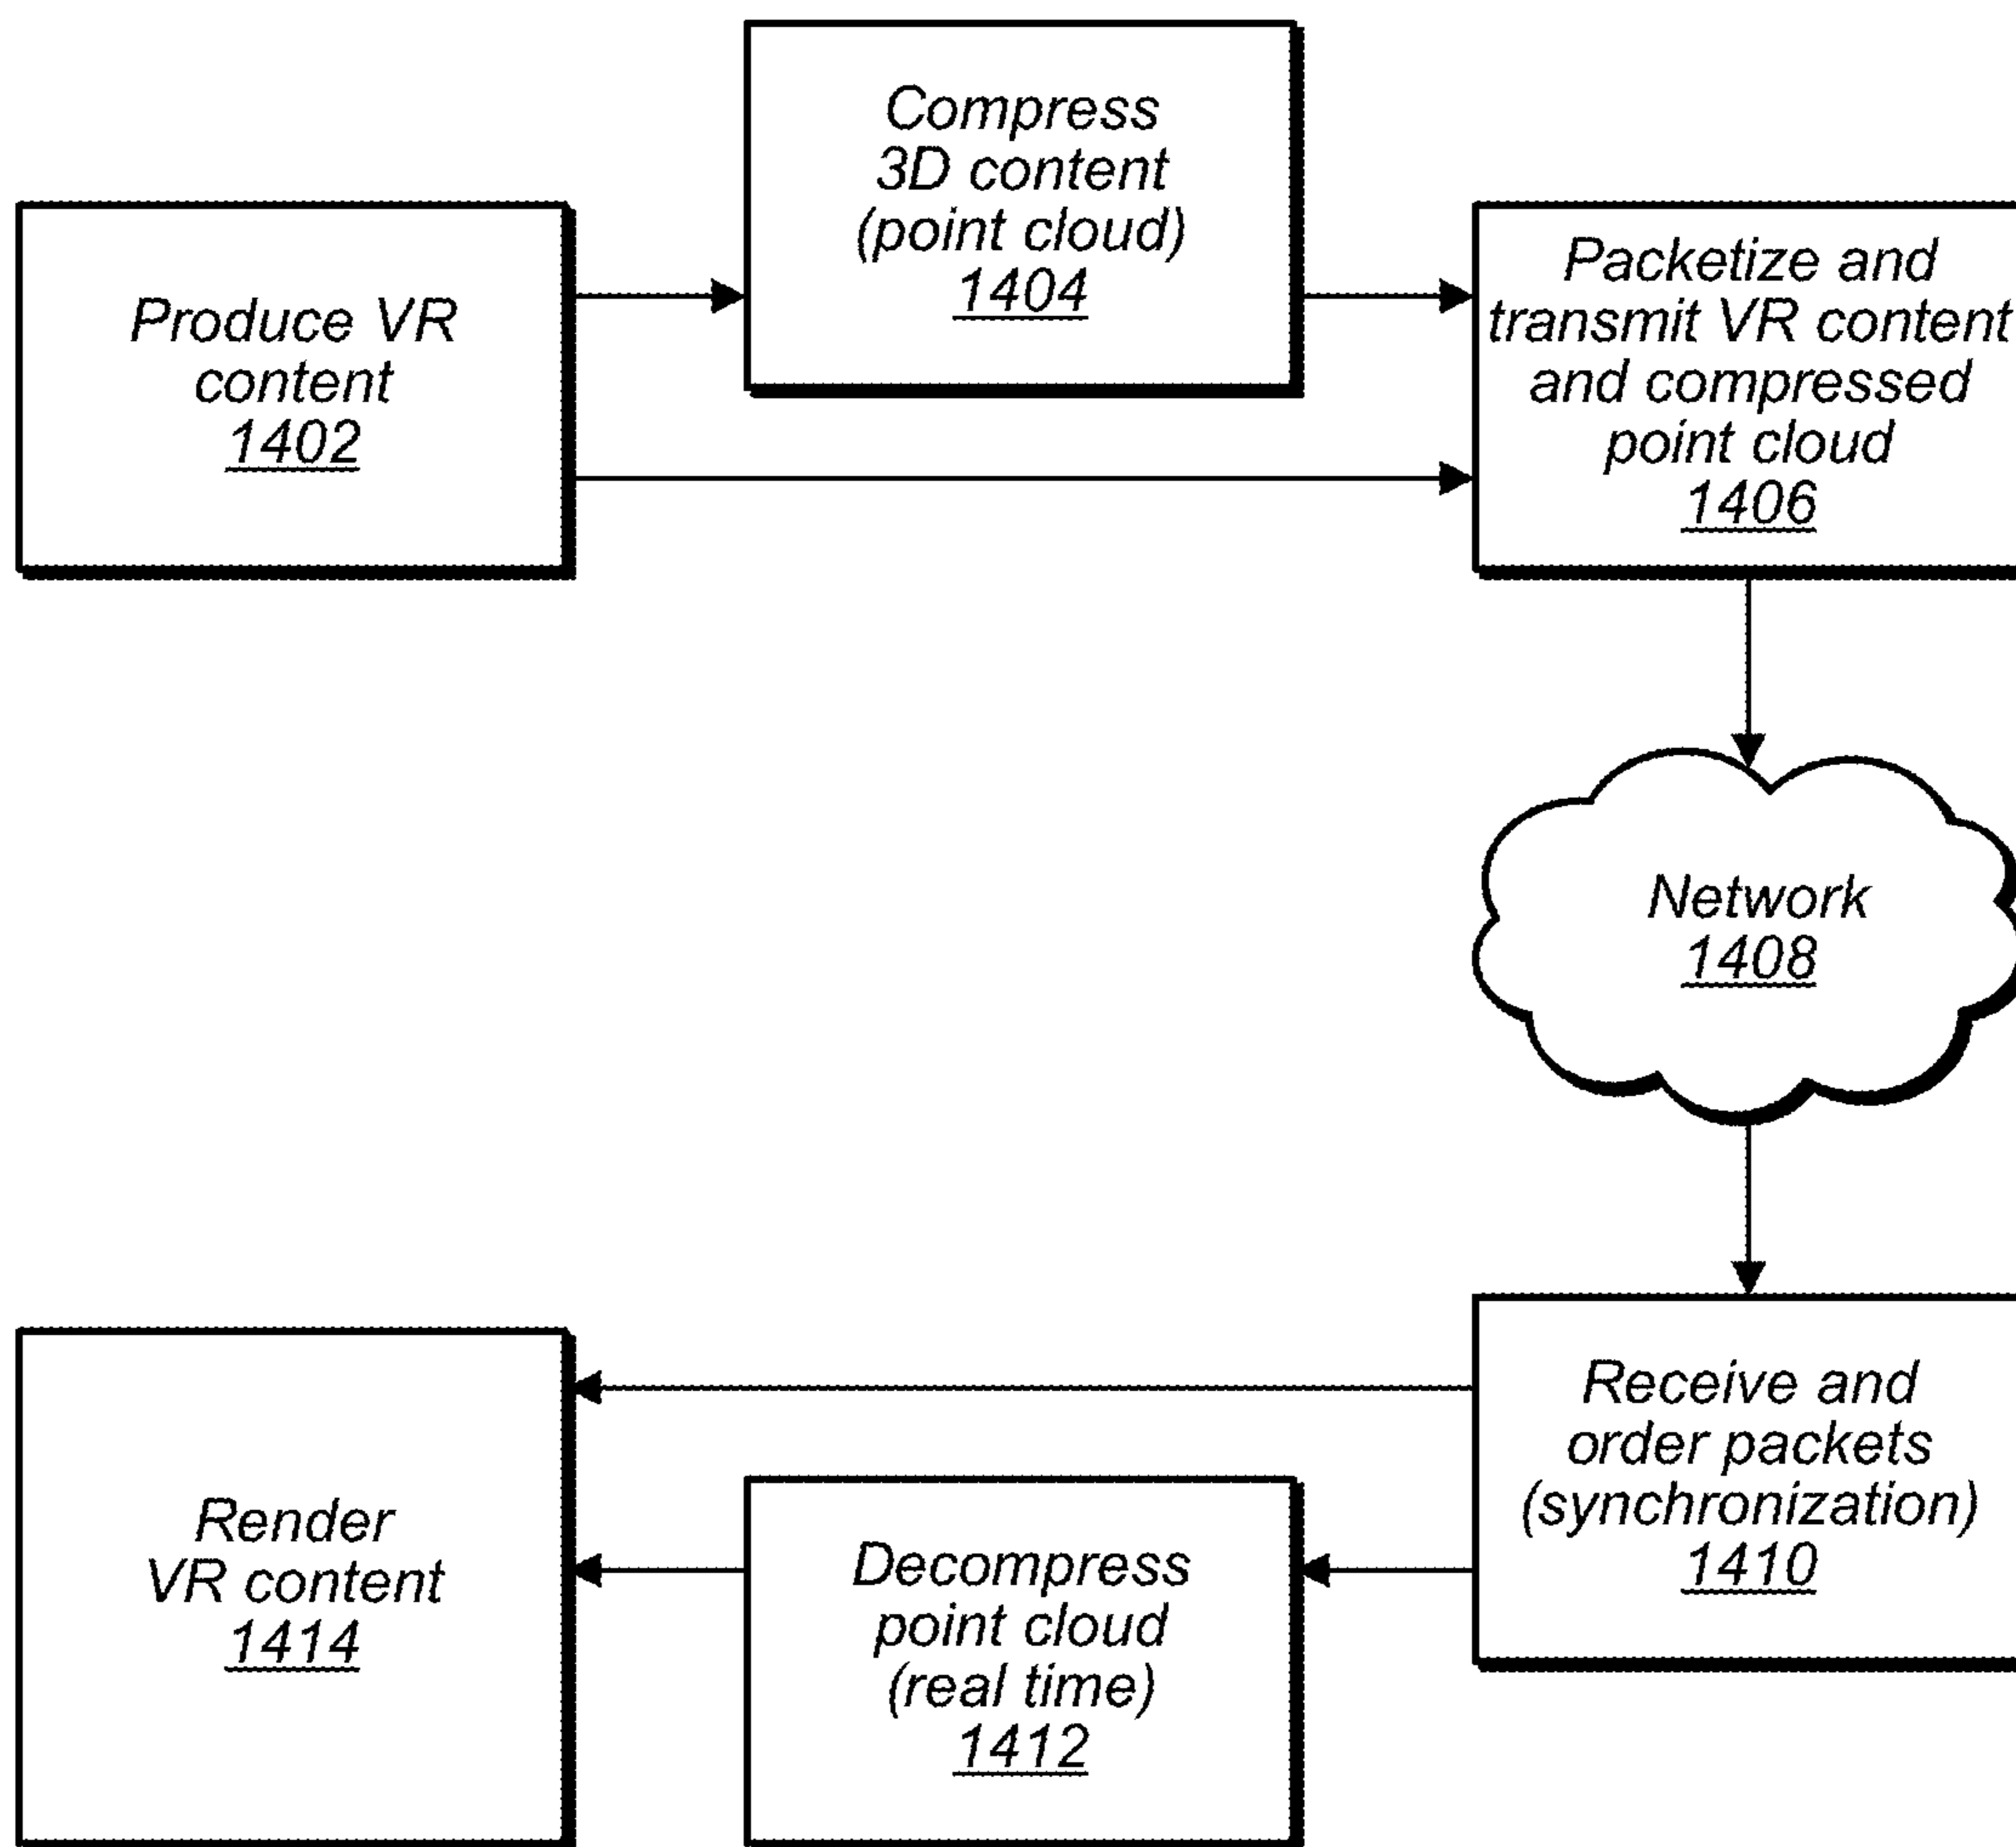 Compress
3D content
(point cloud)
1404
Produce VR
content
1402
Packetize and
transmit VR content
and compressed
point cloud
1406
Network
1408
Receive and
order packets
(synchronization)
1410
Decompress
point cloud
(real time)
1412
Render
VR content
1414